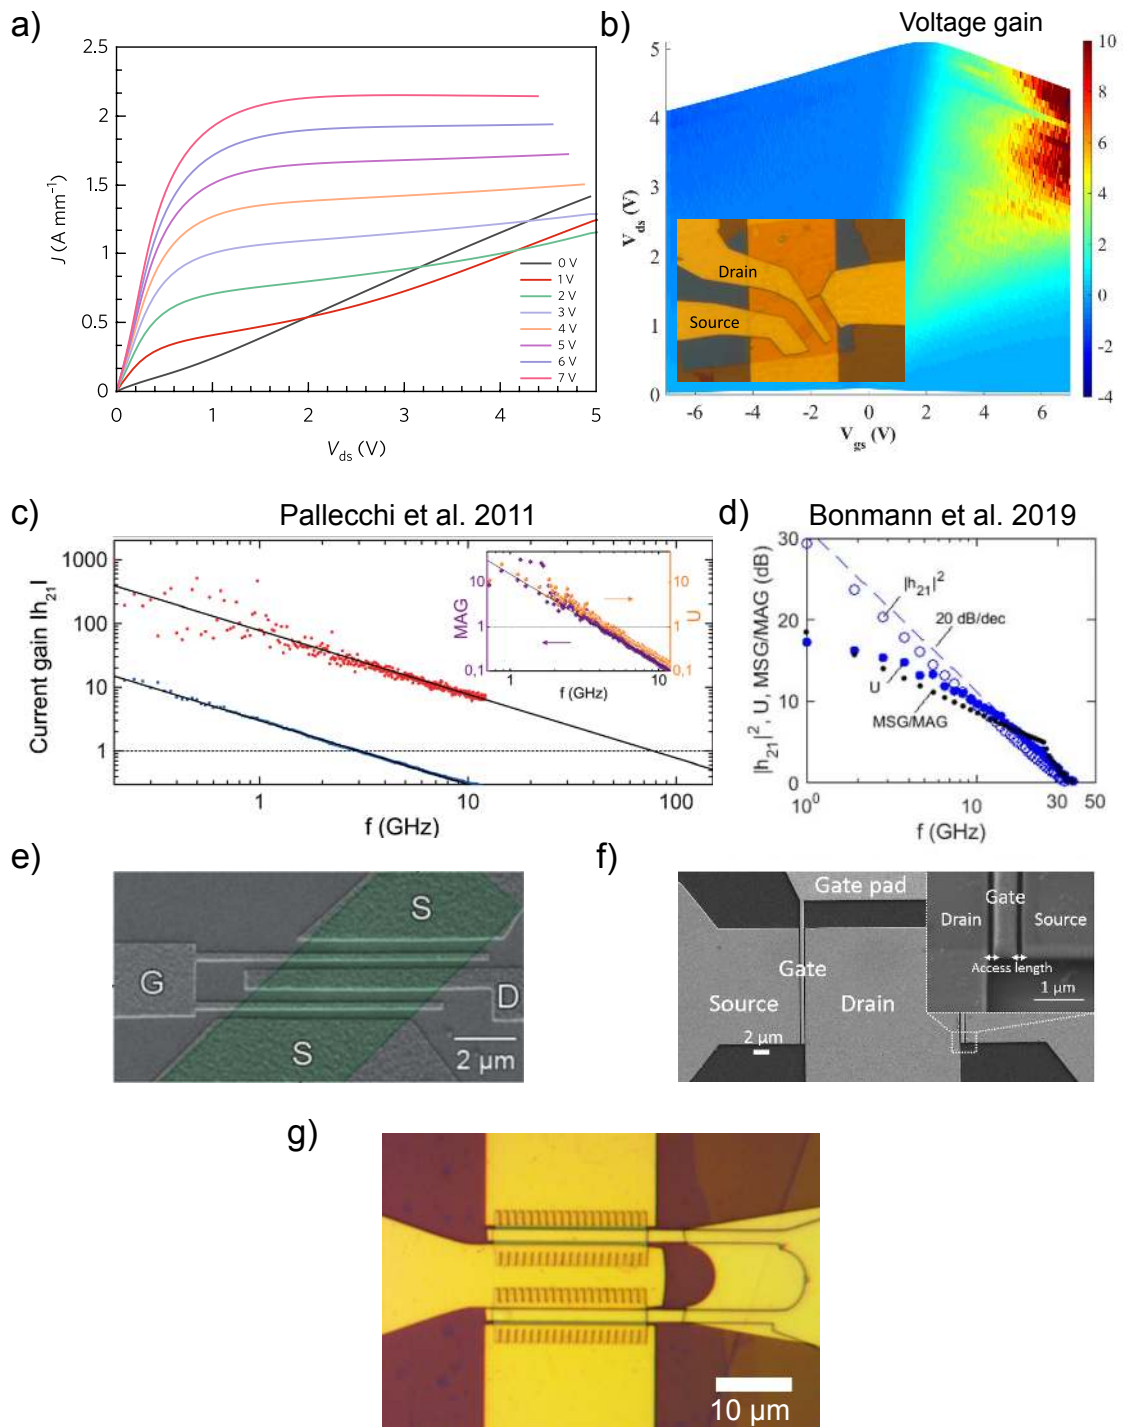 a)
2.5
2
1.5
1
0.5
0
J (A mm⁻¹)
0 V
1 V
2 V
3 V
4 V
5 V
6 V
7 V
0 1 2 3 4 5
Vds (V)
b)
Voltage gain
5
4
3
2
1
0
Vds (V)
Drain
Source
-6 -4 -2 0 2 4 6
Vgs (V)
10
8
6
4
2
0
-2
-4
c)
Pallecchi et al. 2011
1000
100
10
1
Current gain |h21|
10
1
0,1
MAG
10
1
0,1
U
1 10
f (GHz)
1 10 100
f (GHz)
d)
Bonmann et al. 2019
30
20
10
0
|h21|², U, MSG/MAG (dB)
|h21|²
20 dB/dec
U
MSG/MAG
10⁰ 10 30 50
f (GHz)
e)
S
G
D
S
2 µm
f)
Gate pad
Gate
Drain
Source
Access length
1 µm
Gate
Source
Drain
2 µm
g)
10 µm